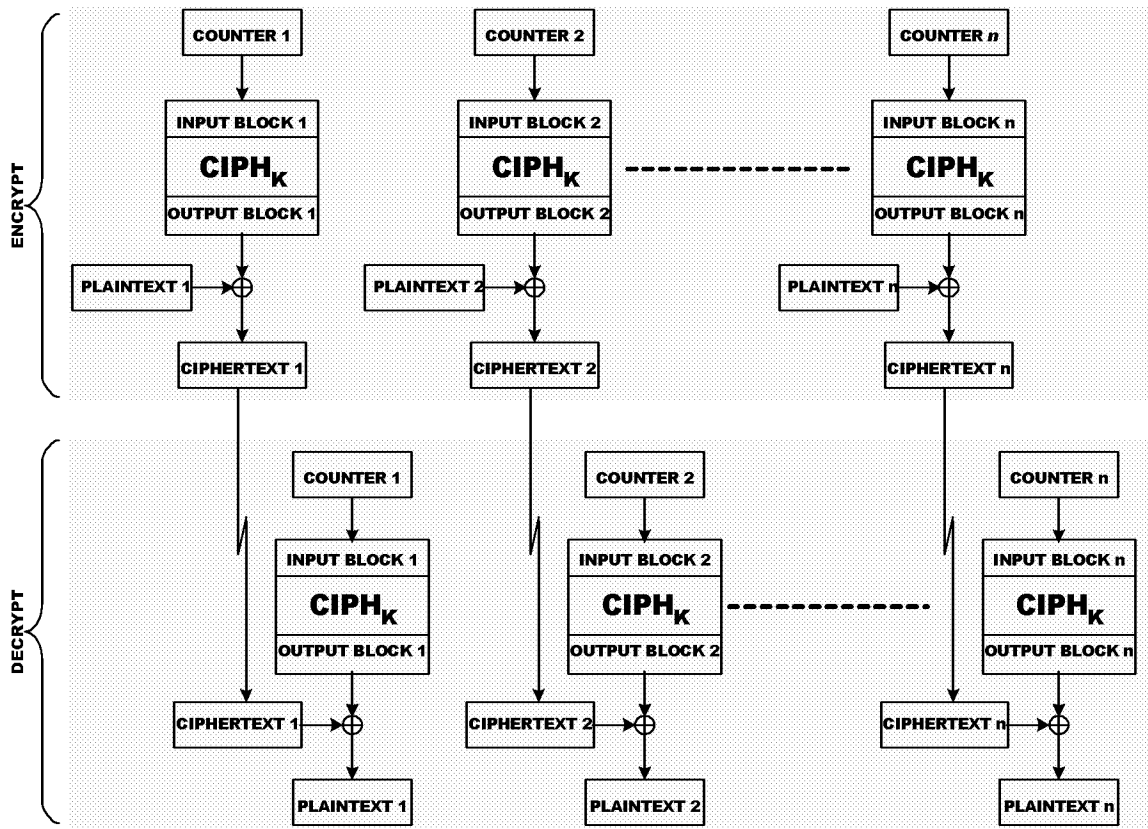 ENCRYPT
COUNTER 1
COUNTER 2
COUNTER n
INPUT BLOCK 1
INPUT BLOCK 2
INPUT BLOCK n
CIPHK
CIPHK
CIPHK
OUTPUT BLOCK 1
OUTPUT BLOCK 2
OUTPUT BLOCK n
PLAINTEXT 1
PLAINTEXT 2
PLAINTEXT n
CIPHERTEXT 1
CIPHERTEXT 2
CIPHERTEXT n
DECRYPT
COUNTER 1
COUNTER 2
COUNTER n
INPUT BLOCK 1
INPUT BLOCK 2
INPUT BLOCK n
CIPHK
CIPHK
CIPHK
OUTPUT BLOCK 1
OUTPUT BLOCK 2
OUTPUT BLOCK n
CIPHERTEXT 1
CIPHERTEXT 2
CIPHERTEXT n
PLAINTEXT 1
PLAINTEXT 2
PLAINTEXT n